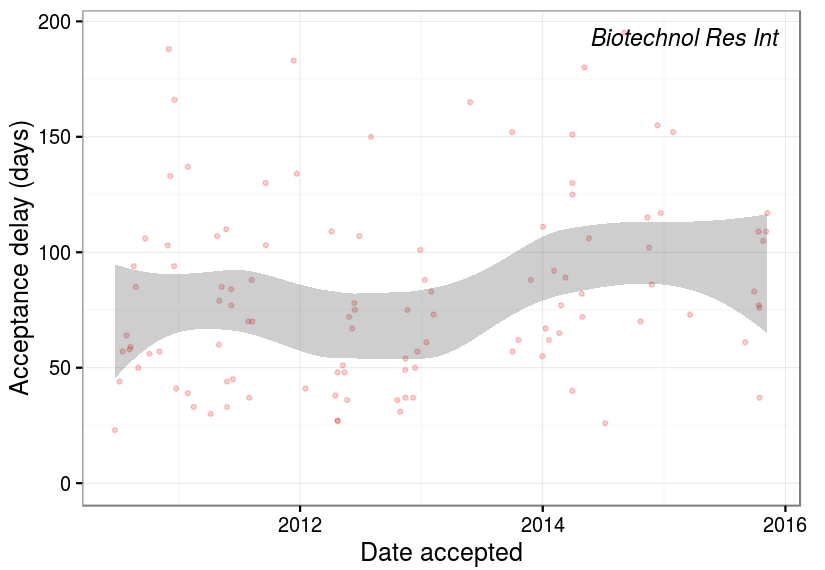 Biotechnol Res Int
Acceptance delay (days)
200
150
100
50
0
2012
2014
2016
Date accepted